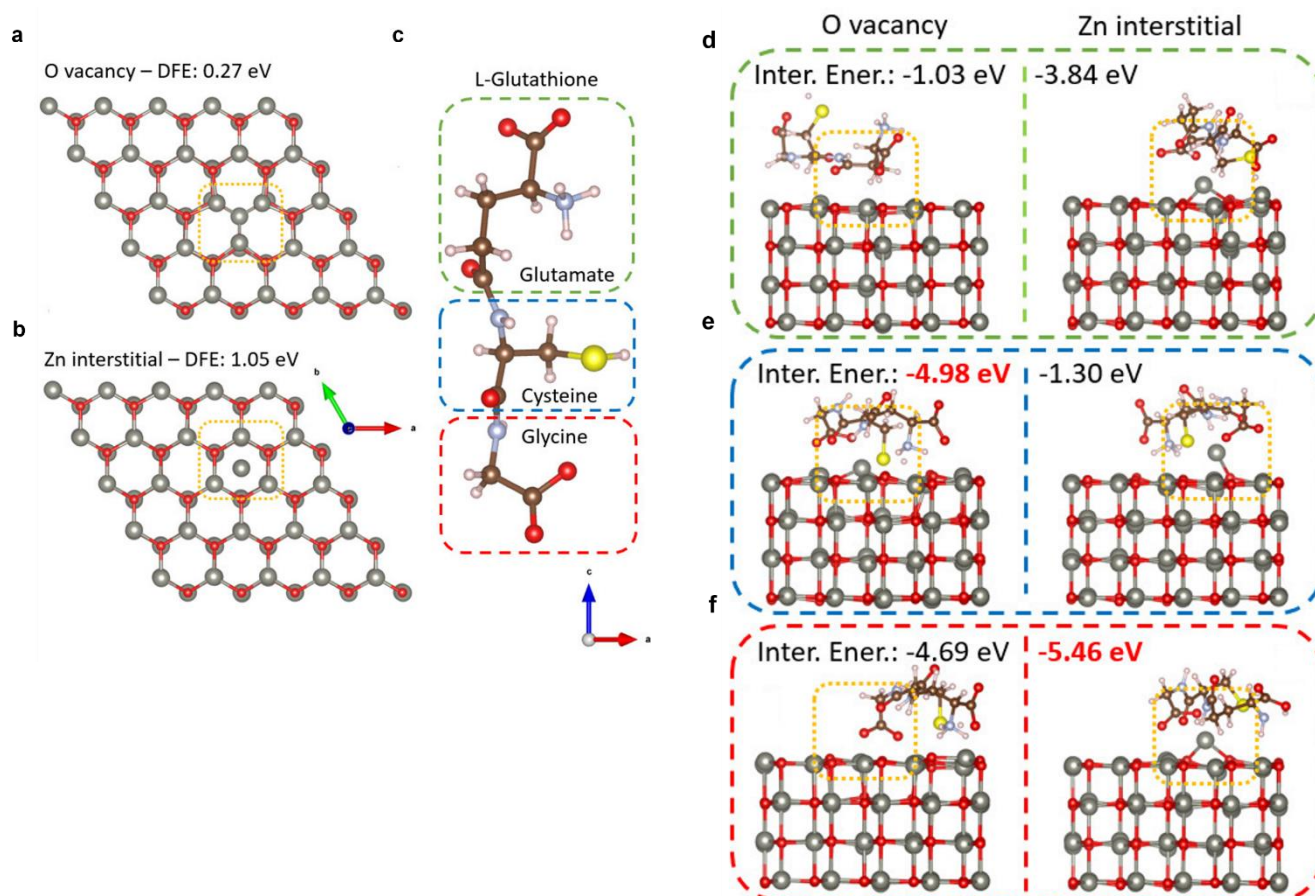 a
O vacancy – DFE: 0.27 eV
b
Zn interstitial – DFE: 1.05 eV
b
a
c
L-Glutathione
Glutamate
Cysteine
Glycine
c
a
O vacancy
Zn interstitial
d
Inter. Ener.: -1.03 eV
-3.84 eV
e
Inter. Ener.: -4.98 eV
-1.30 eV
f
Inter. Ener.: -4.69 eV
-5.46 eV